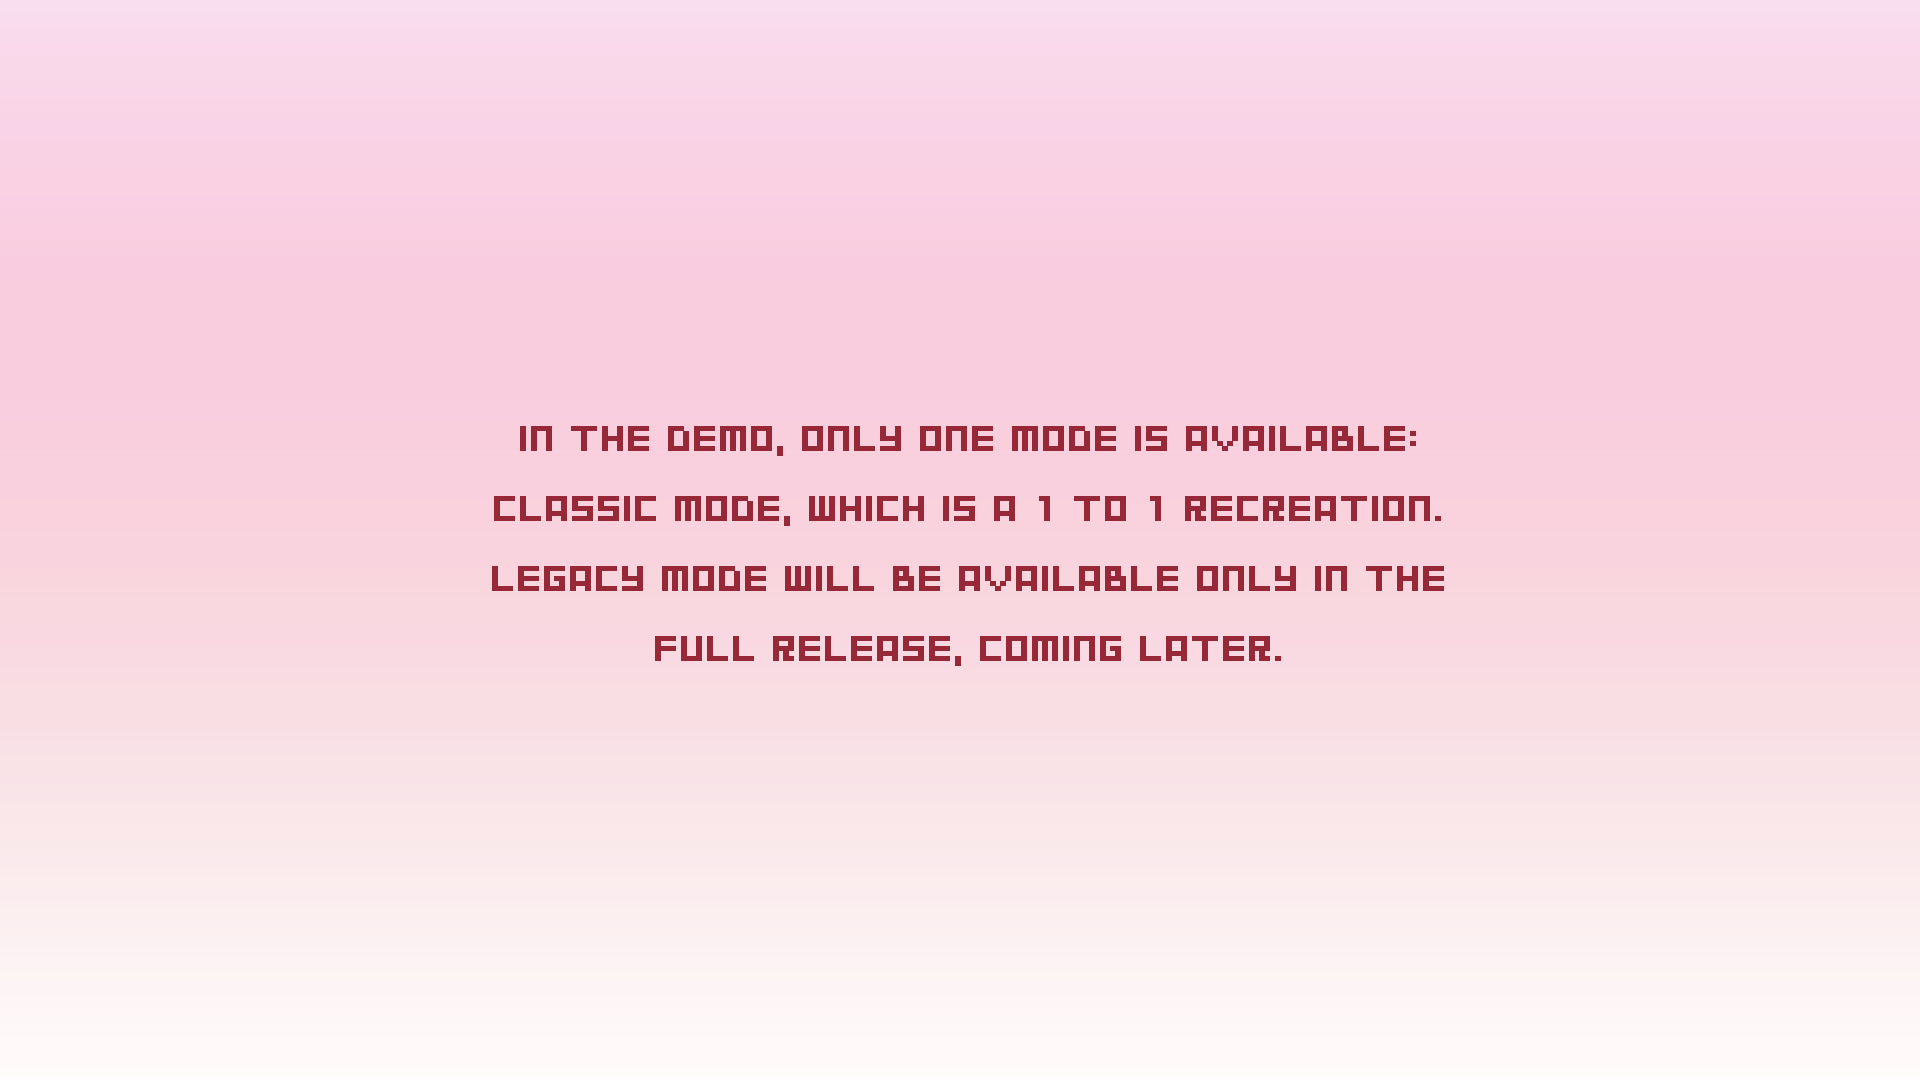 IN THE DEMO, ONLY ONE MODE IS AVAILABLE:
CLASSIC MODE, WHICH IS A 1 TO 1 RECREATION.
LEGACY MODE WILL BE AVAILABLE ONLY IN THE
FULL RELEASE, COMING LATER.